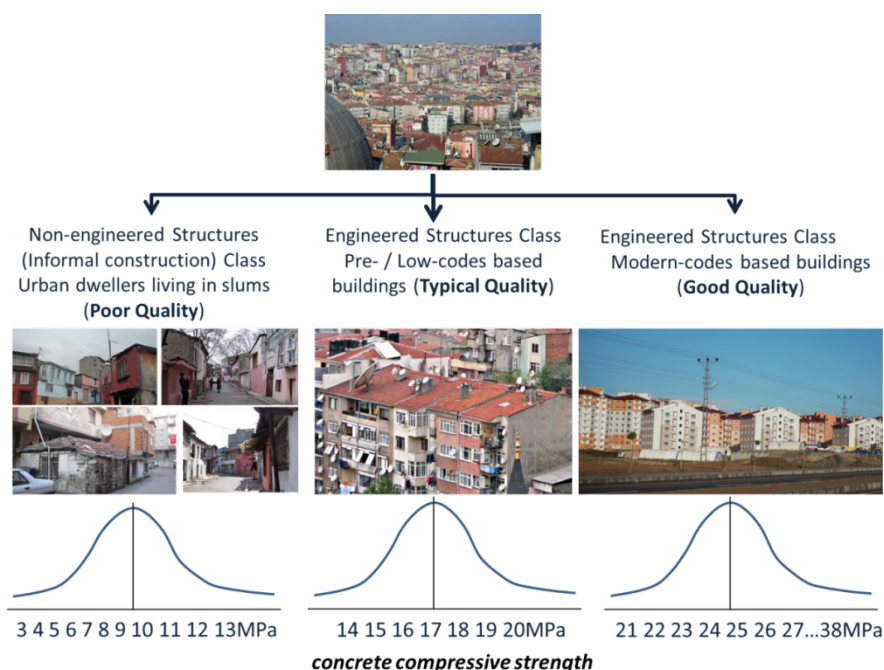 Non-engineered Structures
(Informal construction) Class
Urban dwellers living in slums
(Poor Quality)
Engineered Structures Class
Pre- / Low-codes based
buildings (Typical Quality)
Engineered Structures Class
Modern-codes based buildings
(Good Quality)
3 4 5 6 7 8 9 10 11 12 13MPa
14 15 16 17 18 19 20MPa
21 22 23 24 25 26 27...38MPa
concrete compressive strength